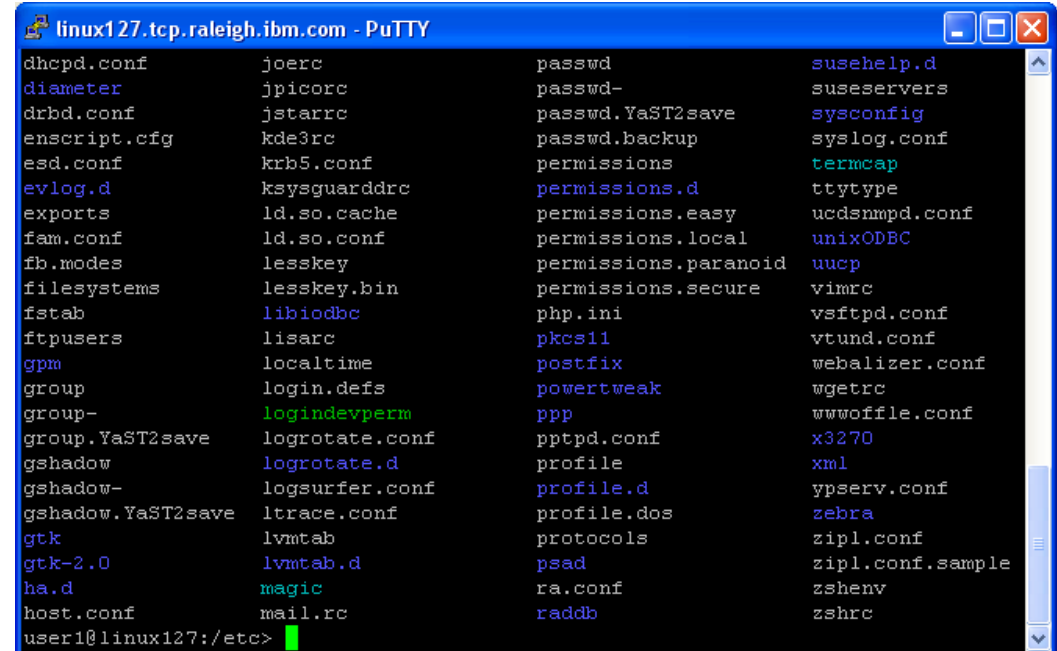 linux127.tcp.raleigh.ibm.com - PuTTY
dhcpd.conf joerc passwd susehelp.d
diameter jpicorc passwd- suseservers
drbd.conf jstarrc passwd.YaST2save sysconfig
enscript.cfg kde3rc passwd.backup syslog.conf
esd.conf krb5.conf permissions termcap
evlog.d ksysguarddrc permissions.d ttytype
exports ld.so.cache permissions.easy ucdsnmpd.conf
fam.conf ld.so.conf permissions.local unixODBC
fb.modes lesskey permissions.paranoid uucp
filesystems lesskey.bin permissions.secure vimrc
fstab libiodbc php.ini vsftpd.conf
ftpusers lisarc pkcs11 vtund.conf
gpm localtime postfix webalizer.conf
group login.defs powertweak wgetrc
group- logindevperm ppp wwwoffle.conf
group.YaST2save logrotate.conf pptpd.conf x3270
gshadow logrotate.d profile xml
gshadow- logsurfer.conf profile.d ypserv.conf
gshadow.YaST2save ltrace.conf profile.dos zebra
gtk lvmtab protocols zipl.conf
gtk-2.0 lvmtab.d psad zipl.conf.sample
ha.d magic ra.conf zshenv
host.conf mail.rc raddb zshrc
user1@linux127:/etc>